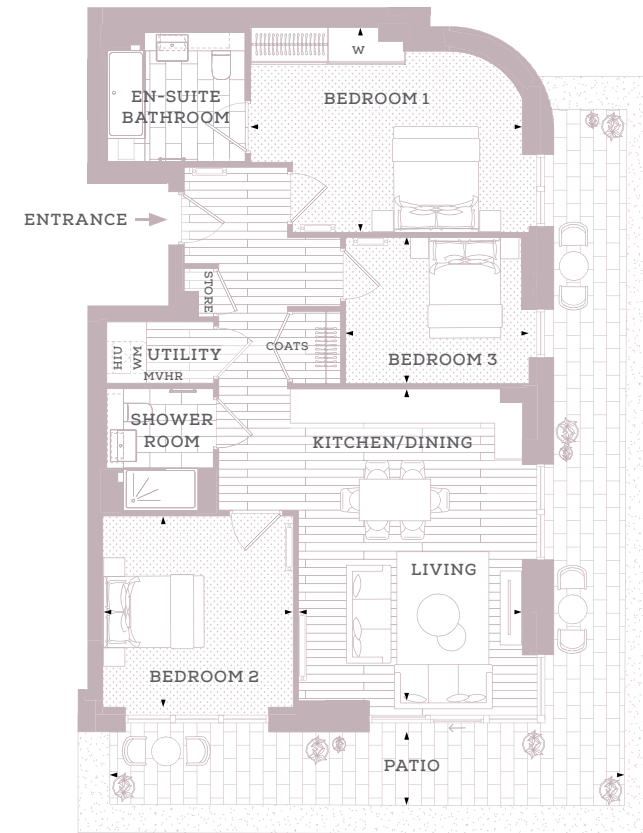 W
EN-SUITE
BATHROOM
BEDROOM 1
ENTRANCE
STORE
COATS
HIU
WM
UTILITY
MVHR
BEDROOM 3
SHOWER
ROOM
KITCHEN/DINING
LIVING
BEDROOM 2
PATIO